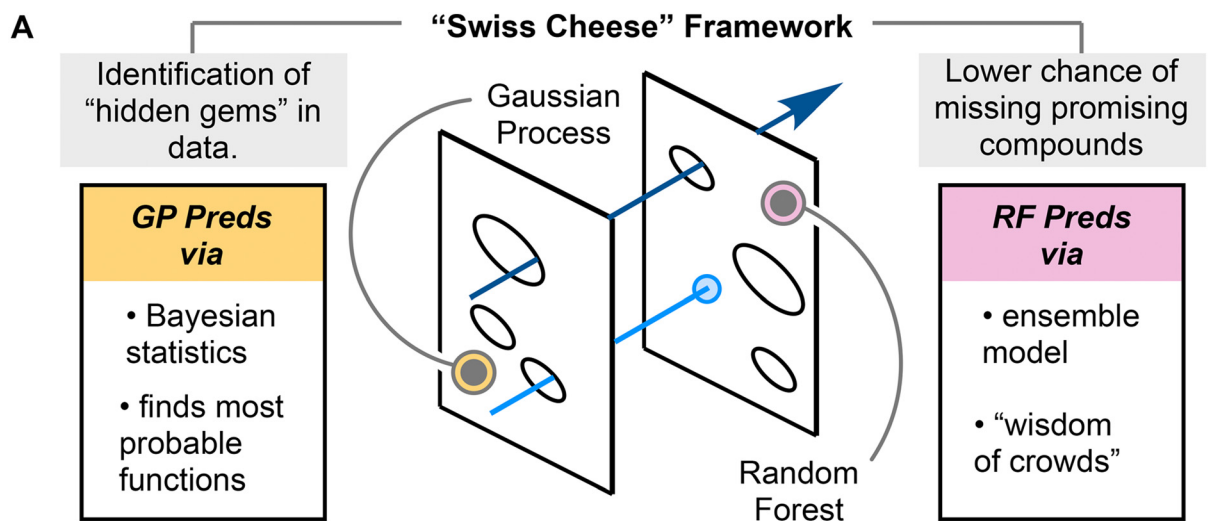 A
“Swiss Cheese” Framework
Identification of
“hidden gems” in
data.
Gaussian
Process
Lower chance of
missing promising
compounds
GP Preds
via
• Bayesian
statistics
• finds most
probable
functions
RF Preds
via
• ensemble
model
• “wisdom
of crowds”
Random
Forest